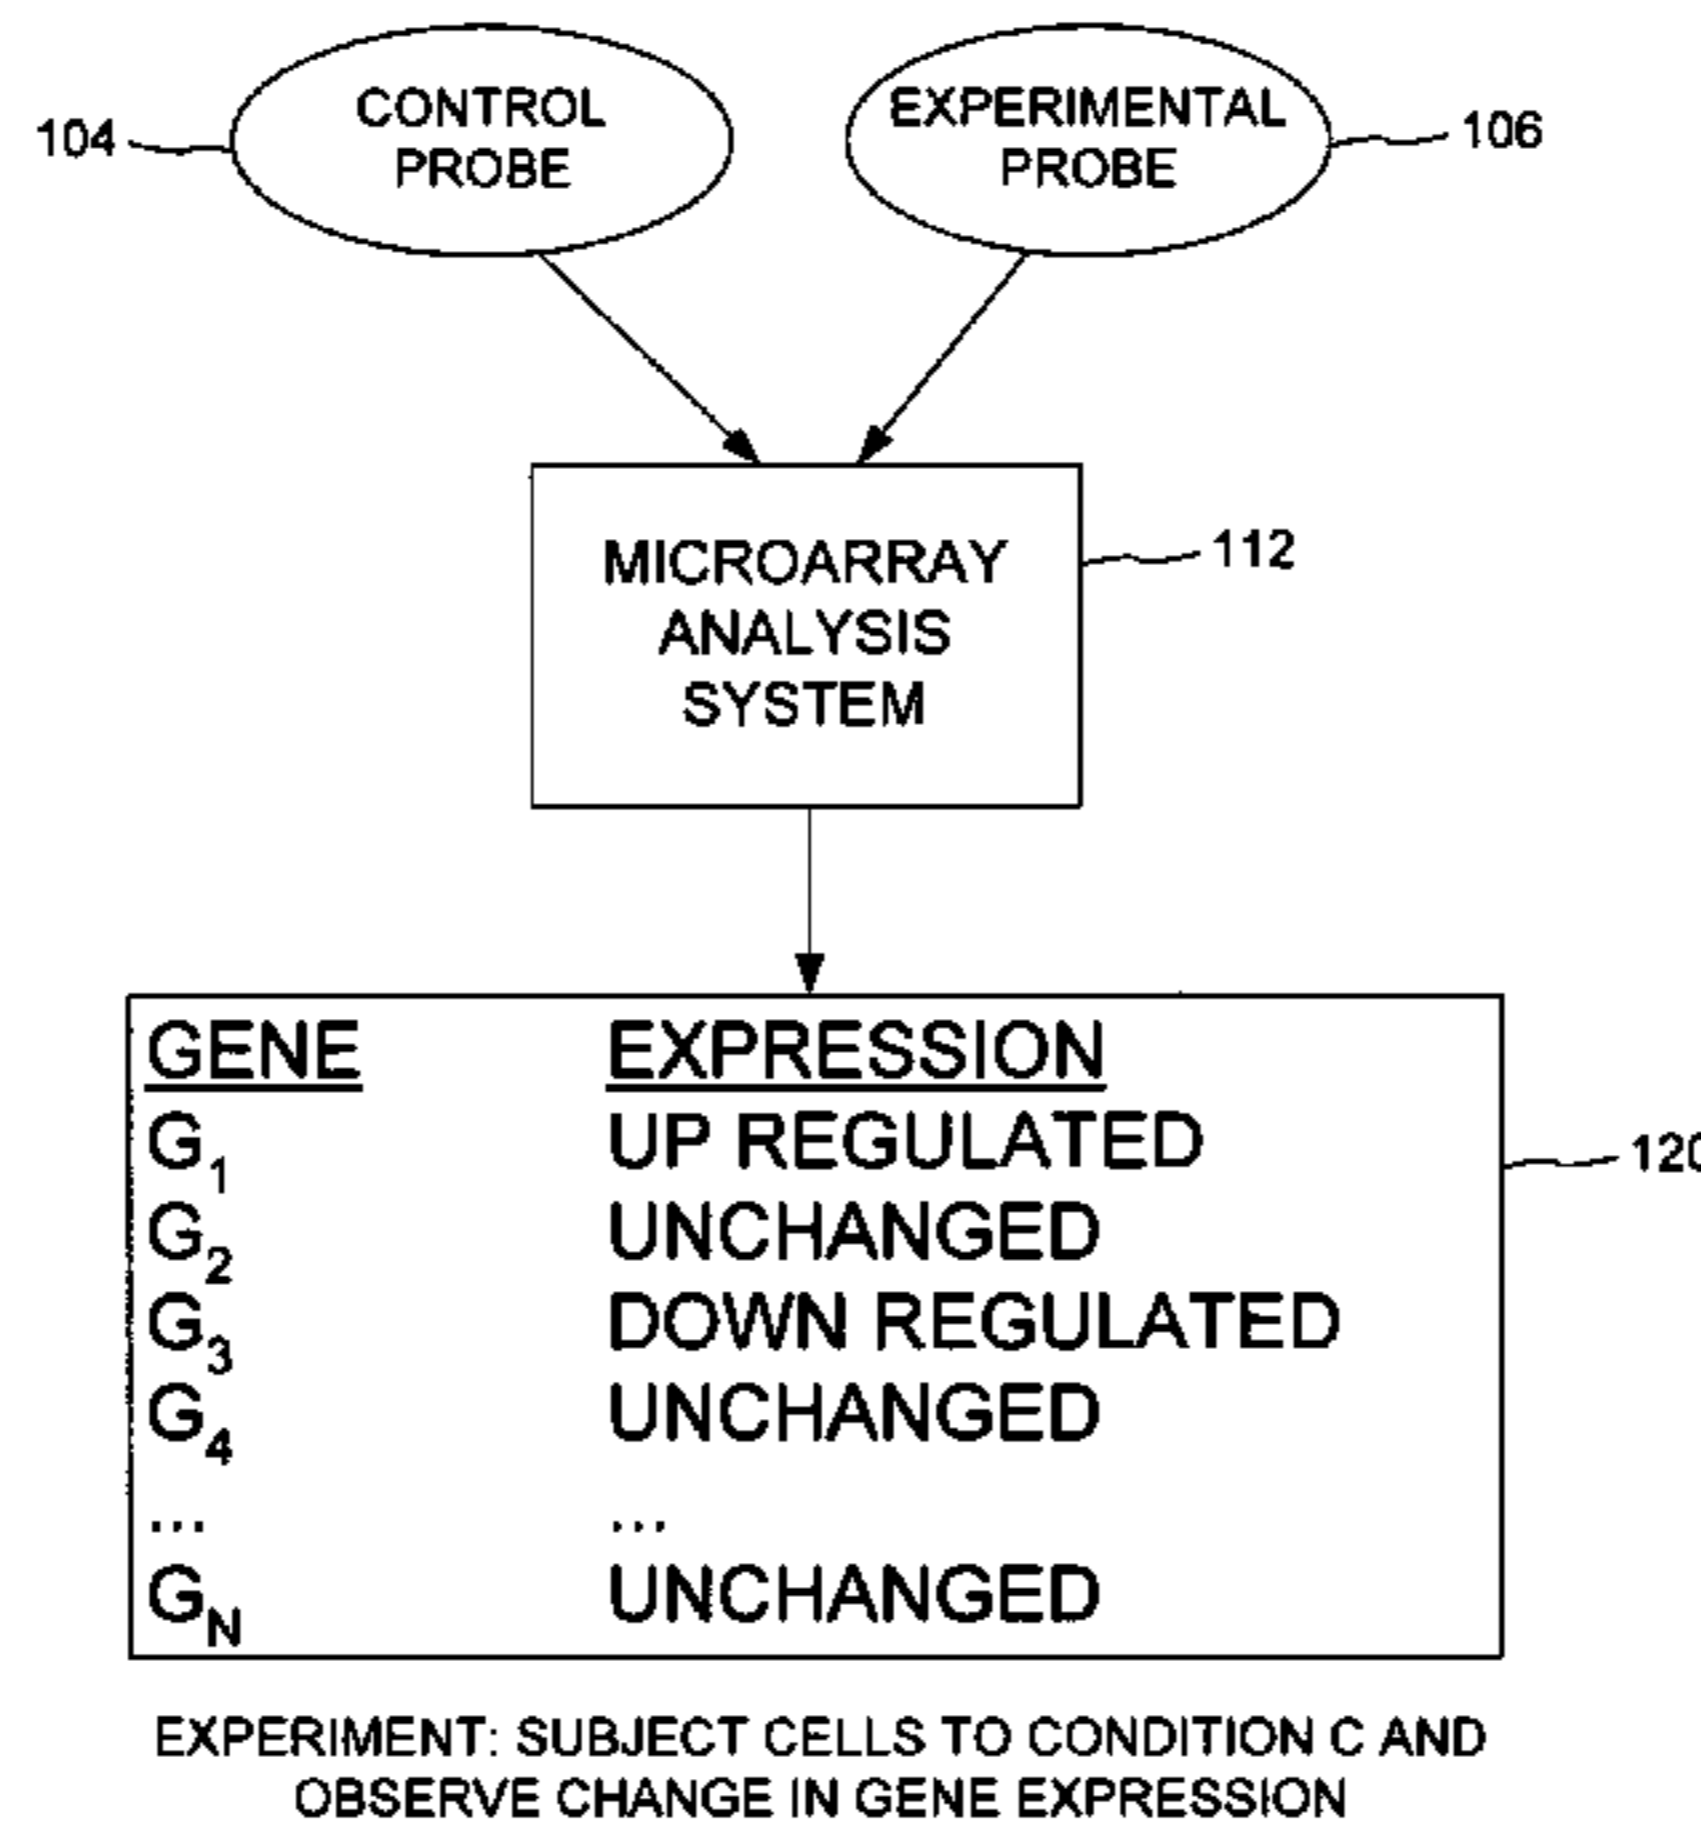 CONTROL
PROBE
104
EXPERIMENTAL
PROBE
106
MICROARRAY
ANALYSIS
SYSTEM
112
GENE EXPRESSION
G1 UP REGULATED
G2 UNCHANGED
G3 DOWN REGULATED
G4 UNCHANGED
... ...
GN UNCHANGED
120
EXPERIMENT: SUBJECT CELLS TO CONDITION C AND
OBSERVE CHANGE IN GENE EXPRESSION